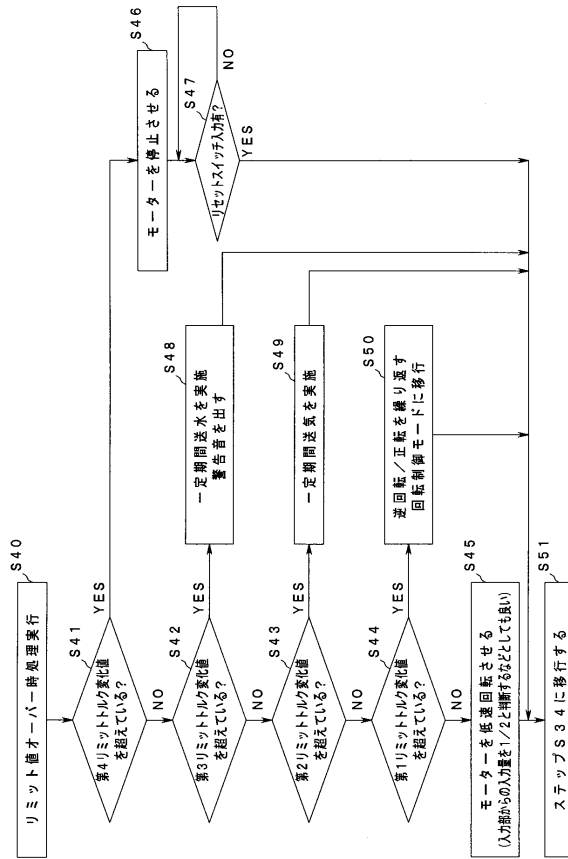 S40
リミット値オーバー時処理実行
S41
第4リミットトルク変化値
を超えている?
YES
NO
S46
モーターを停止させる
S47
リセットスイッチ入力有?
NO
YES
S42
第3リミットトルク変化値
を超えている?
YES
NO
S48
一定期間送水を実施
警告音を出す
S43
第2リミットトルク変化値
を超えている?
YES
NO
S49
一定期間送気を実施
S44
第1リミットトルク変化値
を超えている?
YES
NO
S50
逆回転/正転を繰り返す
回転制御モードに移行
S45
モーターを低速回転させる
(入力部からの入力量を1/2と判断するなどとしても良い)
S51
ステップS34に移行する